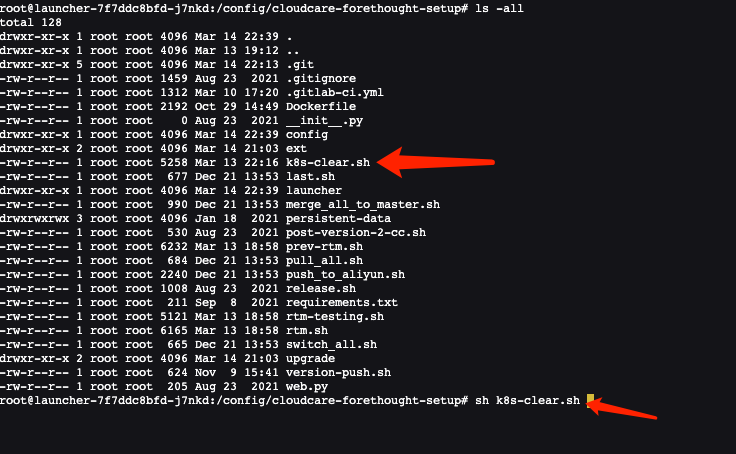 root@launcher-7f7ddc8bfd-j7nkd:/config/cloudcare-forethought-setup# ls -all
total 128
drwxr-xr-x 1 root root 4096 Mar 14 22:39 .
drwxr-xr-x 1 root root 4096 Mar 13 19:12 ..
drwxr-xr-x 5 root root 4096 Mar 14 22:13 .git
-rw-r--r-- 1 root root 1459 Aug 23  2021 .gitignore
-rw-r--r-- 1 root root 1312 Mar 10 17:20 .gitlab-ci.yml
-rw-r--r-- 1 root root 2192 Oct 29 14:49 Dockerfile
-rw-r--r-- 1 root root    0 Aug 23  2021 __init__.py
drwxr-xr-x 1 root root 4096 Mar 14 22:39 config
drwxr-xr-x 2 root root 4096 Mar 14 21:03 ext
-rw-r--r-- 1 root root 5258 Mar 13 22:16 k8s-clear.sh
-rw-r--r-- 1 root root  677 Dec 21 13:53 last.sh
drwxr-xr-x 1 root root 4096 Mar 14 22:39 launcher
-rw-r--r-- 1 root root  990 Dec 21 13:53 merge_all_to_master.sh
drwxrwxrwx 3 root root 4096 Jan 18  2021 persistent-data
-rw-r--r-- 1 root root  530 Aug 23  2021 post-version-2-cc.sh
-rw-r--r-- 1 root root 6232 Mar 13 18:58 prev-rtm.sh
-rw-r--r-- 1 root root  684 Dec 21 13:53 pull_all.sh
-rw-r--r-- 1 root root 2240 Dec 21 13:53 push_to_aliyun.sh
-rw-r--r-- 1 root root 1008 Aug 23  2021 release.sh
-rw-r--r-- 1 root root  211 Sep  8  2021 requirements.txt
-rw-r--r-- 1 root root 5121 Mar 13 18:58 rtm-testing.sh
-rw-r--r-- 1 root root 6165 Mar 13 18:58 rtm.sh
-rw-r--r-- 1 root root  665 Dec 21 13:53 switch_all.sh
drwxr-xr-x 2 root root 4096 Mar 14 21:03 upgrade
-rw-r--r-- 1 root root  624 Nov  9 15:41 version-push.sh
-rw-r--r-- 1 root root  205 Aug 23  2021 web.py
root@launcher-7f7ddc8bfd-j7nkd:/config/cloudcare-forethought-setup# sh k8s-clear.sh